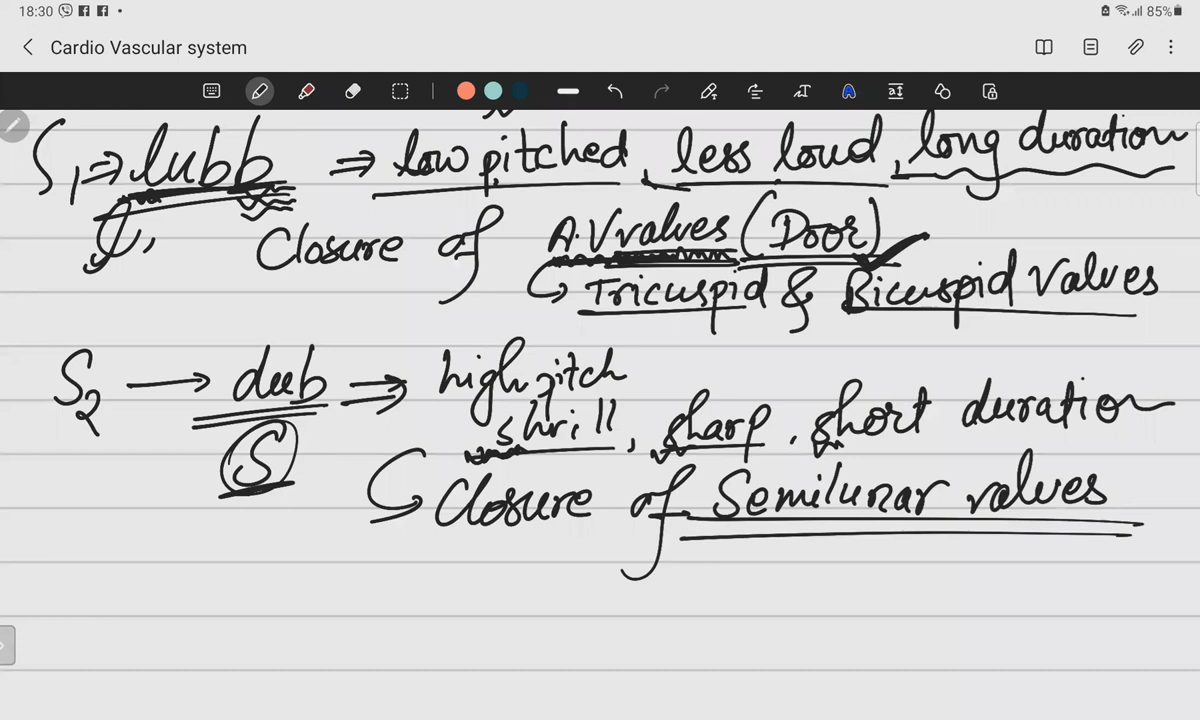 18:30 85%
Cardio Vascular system
S1 ⇒ lubb ⇒ low pitched, less loud, long duration
Closure of A.V valves (Door)
Tricuspid & Bicuspid Valves
S2 → dub ⇒ high pitch
shrill, sharp, short duration
S
Closure of Semilunar valves